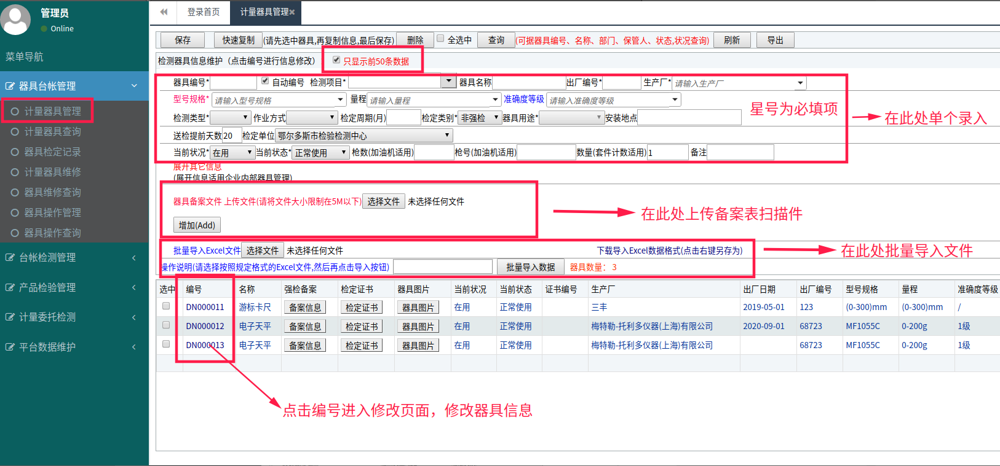 管理员
Online
菜单导航
器具台帐管理
计量器具管理
计量器具查询
器具检定记录
计量器具维修
器具维修查询
器具操作管理
器具操作查询
台帐检测管理
产品检验管理
计量委托检测
平台数据维护
登录首页 计量器具管理
保存 快速复制 (请先选中器具,再复制信息,最后保存) 删除 全选中 查询 (可据器具编号、名称、部门、保管人、状态,状况查询) 刷新 导出
检测器具信息维护（点击编号进行信息修改） 只显示前50条数据
器具编号* 自动编号 检测项目* 器具名称 出厂编号* 生产厂* 请输入生产厂
型号规格* 请输入型号规格 量程 请输入量程 准确度等级 请输入准确度等级
星号为必填项
检测类型* 作业方式 检定周期(月) 检定类别* 非强检 器具用途* 安装地点
在此处单个录入
送检提前天数 20 检定单位 鄂尔多斯市检验检测中心
当前状况* 在用 当前状态* 正常使用 枪数(加油机适用) 枪号(加油机适用) 数量(套件计数适用) 1 备注
展开其它信息
(展开信息适用企业内部器具管理)
器具备案文件 上传文件(请将文件大小限制在5M以下) 选择文件 未选择任何文件
在此处上传备案表扫描件
增加(Add)
批量导入Excel文件 选择文件 未选择任何文件 下载导入Excel数据格式(点击右键另存为)
在此处批量导入文件
操作说明(请选择按照规定格式的Excel文件,然后再点击导入按钮) 批量导入数据 器具数量： 3
选中 编号 名称 强检备案 检定证书 器具图片 当前状况 当前状态 证书编号 生产厂 出厂日期 出厂编号 型号规格 量程 准确度等级
DN000011 游标卡尺 备案信息 检定证书 器具图片 在用 正常使用 三丰 2019-05-01 123 (0-300)mm (0-300)mm /
DN000012 电子天平 备案信息 检定证书 器具图片 在用 正常使用 梅特勒-托利多仪器(上海)有限公司 2020-09-01 68723 MF1055C 0-200g 1级
DN000013 电子天平 备案信息 检定证书 器具图片 在用 正常使用 梅特勒-托利多仪器(上海)有限公司 68723 MF1055C 0-200g 1级
点击编号进入修改页面，修改器具信息